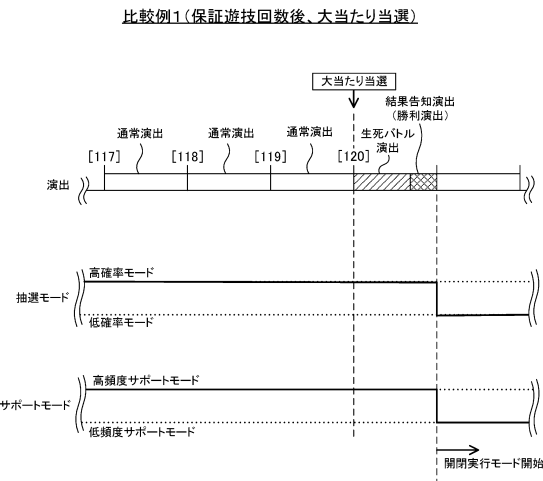 比較例１（保証遊技回数後、大当たり当選）
大当たり当選
結果告知演出
（勝利演出）
通常演出
通常演出
通常演出
生死バトル
演出
[117]
[118]
[119]
[120]
演出
高確率モード
抽選モード
低確率モード
高頻度サポートモード
サポートモード
低頻度サポートモード
開閉実行モード開始